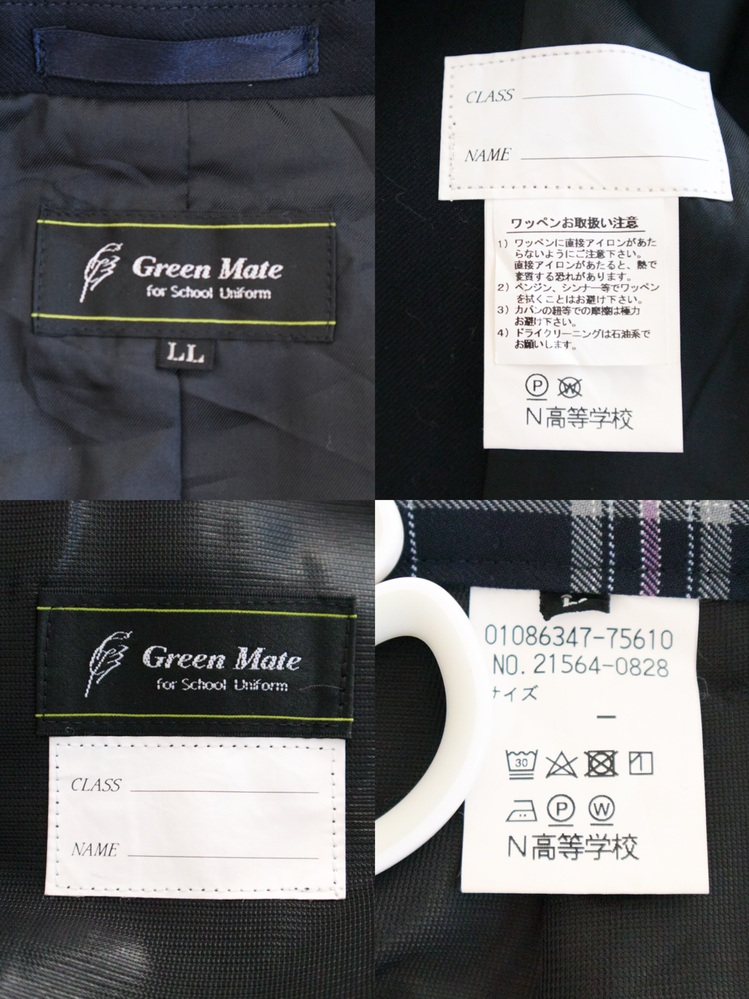 Green Mate
for School Uniform
LL
CLASS
NAME
ワッペンお取扱い注意
1) ワッペンに直接アイロンがあた
らないようにご注意下さい。
直接アイロンがあたると、熱で
変質する恐れがあります。
2) ベンジン、シンナー等でワッペン
を拭くことはお避け下さい。
3) カバンの紐等での摩擦は極力
お避け下さい。
4) ドライクリーニングは石油系で
お願いします。
P W
N高等学校
Green Mate
for School Uniform
CLASS
NAME
01086347-75610
NO. 21564-0828
サイズ
30
P W
N高等学校